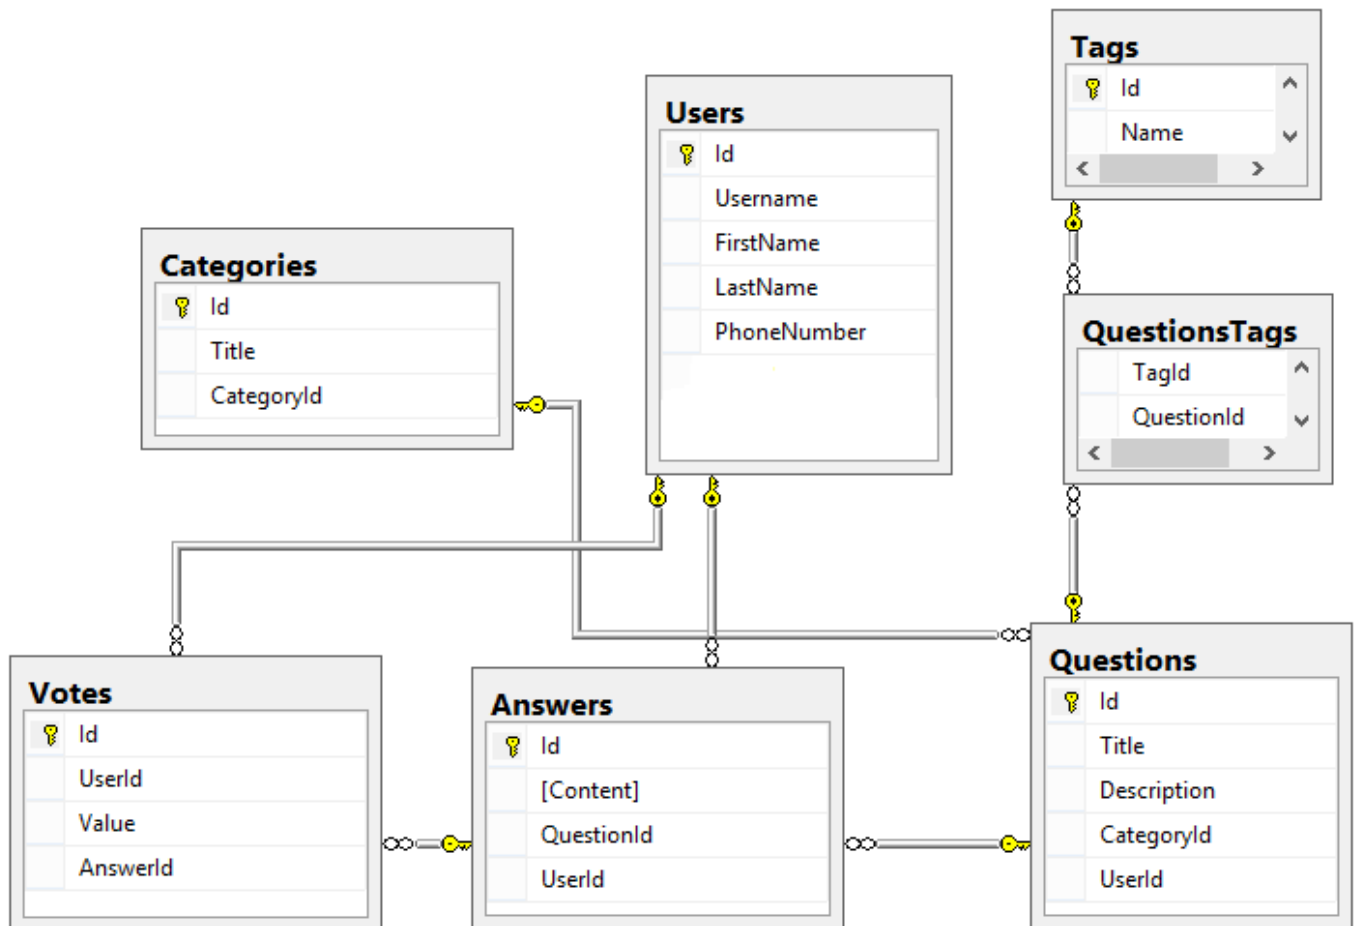 Tags
Id
Name
Users
Id
Username
FirstName
LastName
PhoneNumber
Categories
Id
Title
CategoryId
QuestionsTags
TagId
QuestionId
Votes
Id
UserId
Value
AnswerId
Answers
Id
[Content]
QuestionId
UserId
Questions
Id
Title
Description
CategoryId
UserId